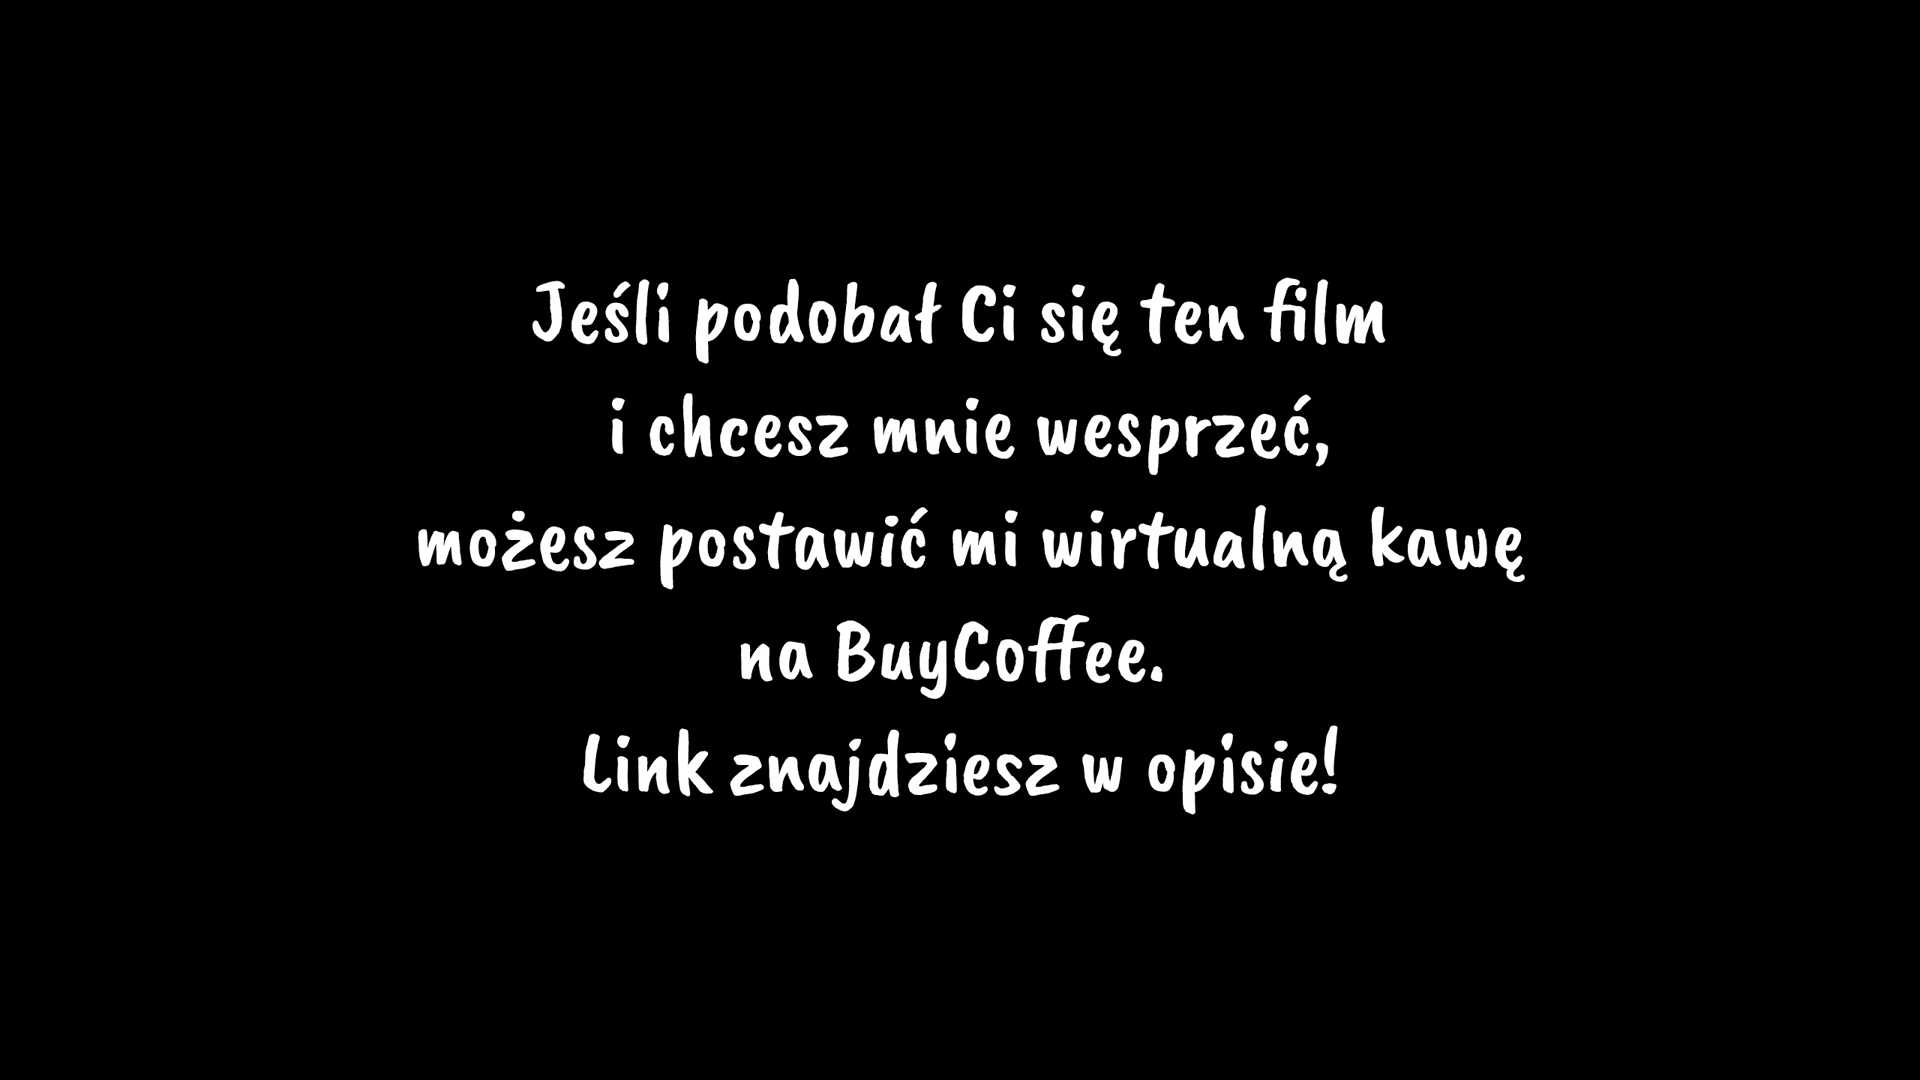 Jeśli podobał Ci się ten film
i chcesz mnie wesprzeć,
możesz postawić mi wirtualną kawę
na BuyCoffee.
Link znajdziesz w opisie!